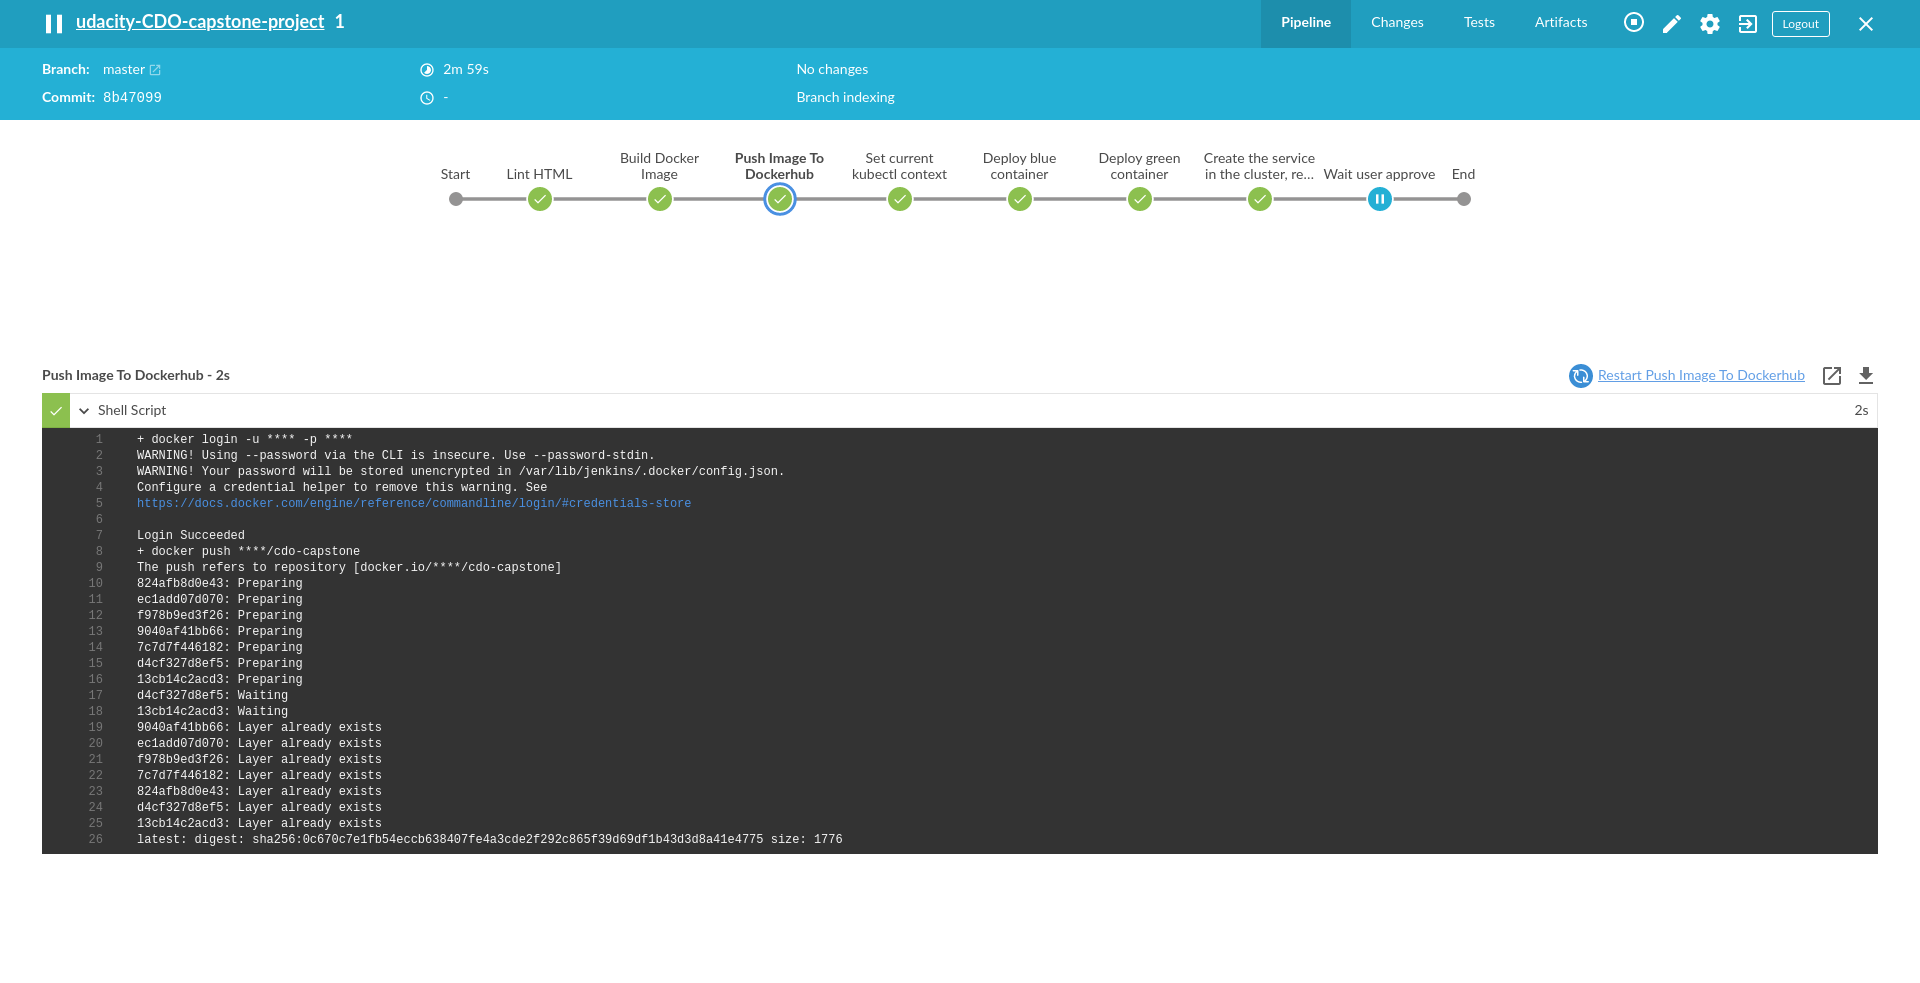 udacity-CDO-capstone-project 1
Pipeline Changes Tests Artifacts Logout
Branch: master 2m 59s No changes
Commit: 8b47099 - Branch indexing
Start
Lint HTML
Build Docker
Image
Push Image To
Dockerhub
Set current
kubectl context
Deploy blue
container
Deploy green
container
Create the service
in the cluster, re...
Wait user approve
End
Push Image To Dockerhub - 2s
Restart Push Image To Dockerhub
Shell Script 2s
1 + docker login -u **** -p ****
2 WARNING! Using --password via the CLI is insecure. Use --password-stdin.
3 WARNING! Your password will be stored unencrypted in /var/lib/jenkins/.docker/config.json.
4 Configure a credential helper to remove this warning. See
5 https://docs.docker.com/engine/reference/commandline/login/#credentials-store
6
7 Login Succeeded
8 + docker push ****/cdo-capstone
9 The push refers to repository [docker.io/****/cdo-capstone]
10 824afb8d0e43: Preparing
11 ec1add07d070: Preparing
12 f978b9ed3f26: Preparing
13 9040af41bb66: Preparing
14 7c7d7f446182: Preparing
15 d4cf327d8ef5: Preparing
16 13cb14c2acd3: Preparing
17 d4cf327d8ef5: Waiting
18 13cb14c2acd3: Waiting
19 9040af41bb66: Layer already exists
20 ec1add07d070: Layer already exists
21 f978b9ed3f26: Layer already exists
22 7c7d7f446182: Layer already exists
23 824afb8d0e43: Layer already exists
24 d4cf327d8ef5: Layer already exists
25 13cb14c2acd3: Layer already exists
26 latest: digest: sha256:0c670c7e1fb54eccb638407fe4a3cde2f292c865f39d69df1b43d3d8a41e4775 size: 1776